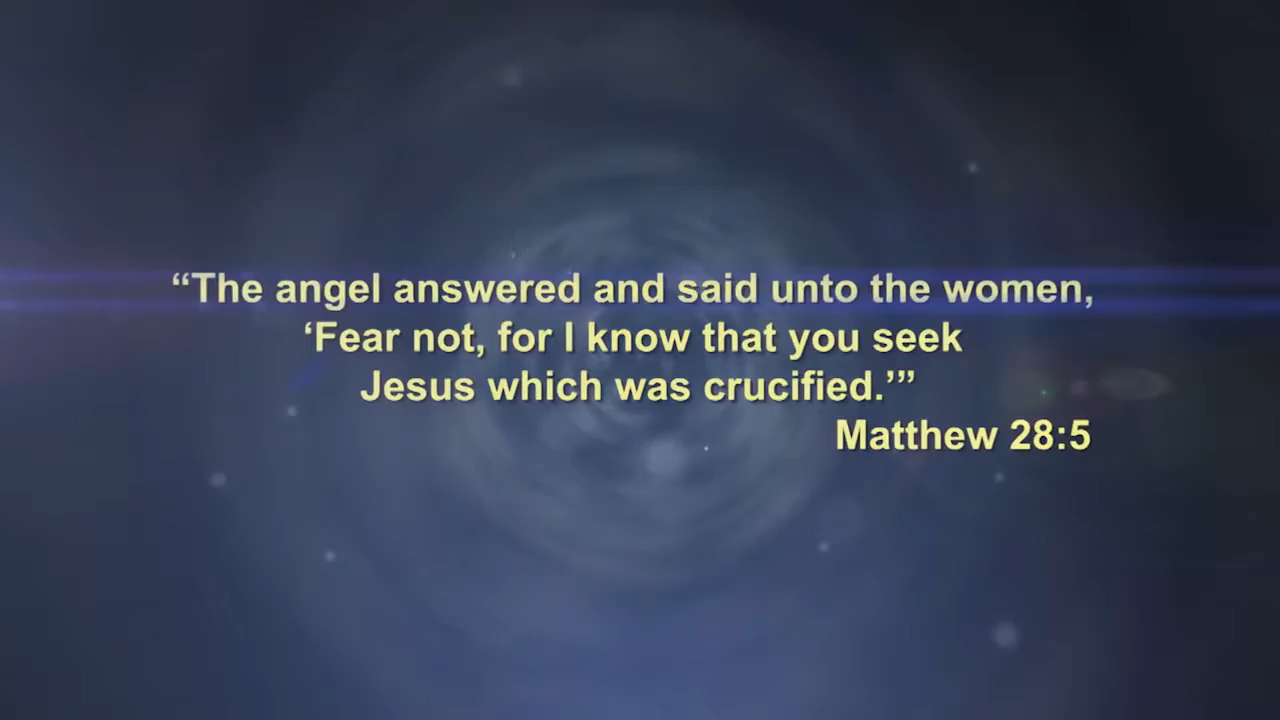 “The angel answered and said unto the women,
‘Fear not, for I know that you seek
Jesus which was crucified.’”
Matthew 28:5